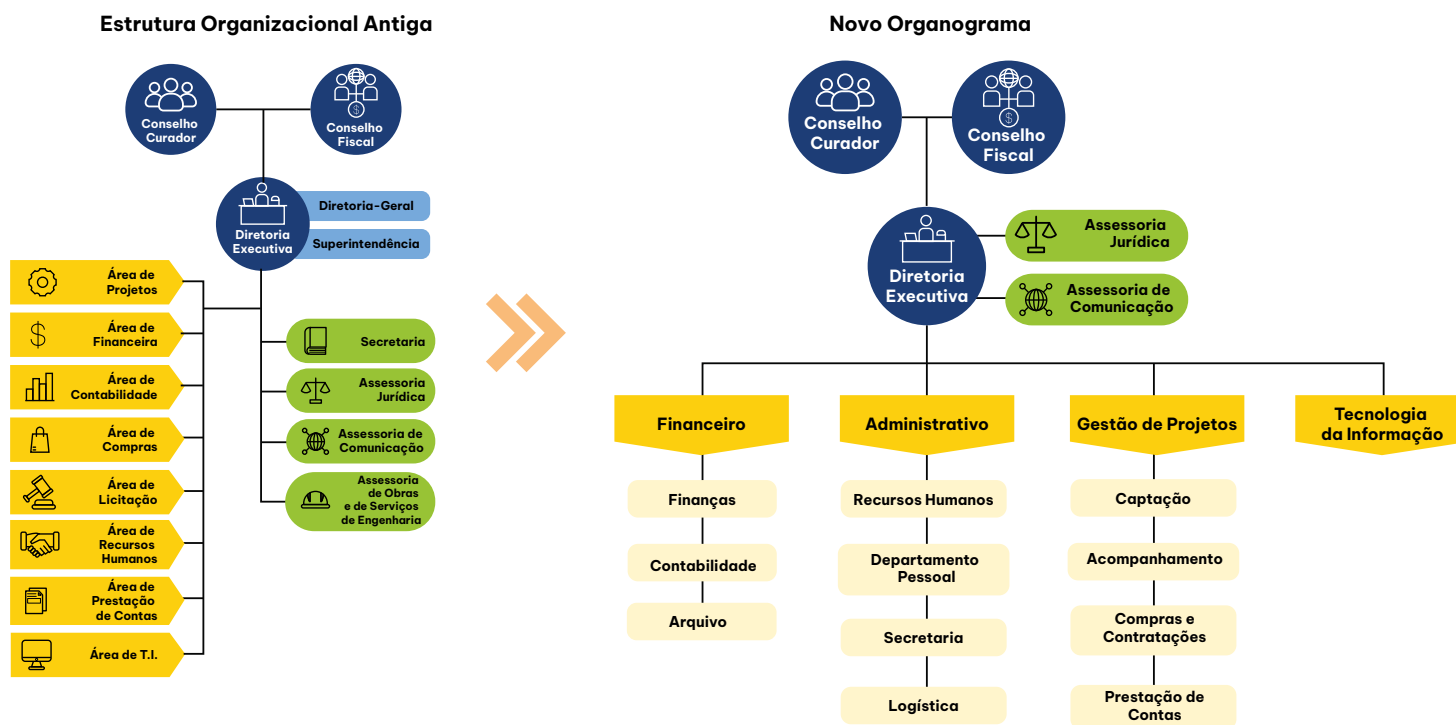 Estrutura Organizacional Antiga
Conselho
Curador
Conselho
Fiscal
$
Diretoria
Executiva
Diretoria-Geral
Superintendência
Área de
Projetos
$
Área de
Financeira
Área de
Contabilidade
Área de
Compras
Área de
Licitação
Área de
Recursos
Humanos
Área de
Prestação
de Contas
Área de T.I.
Secretaria
Assessoria
Jurídica
Assessoria de
Comunicação
Assessoria
de Obras
e de Serviços
de Engenharia
Novo Organograma
Conselho
Curador
$
Conselho
Fiscal
Diretoria
Executiva
Assessoria
Jurídica
Assessoria de
Comunicação
Financeiro
Finanças
Contabilidade
Arquivo
Administrativo
Recursos Humanos
Departamento
Pessoal
Secretaria
Logística
Gestão de Projetos
Captação
Acompanhamento
Compras e
Contratações
Prestação de
Contas
Tecnologia
da Informação